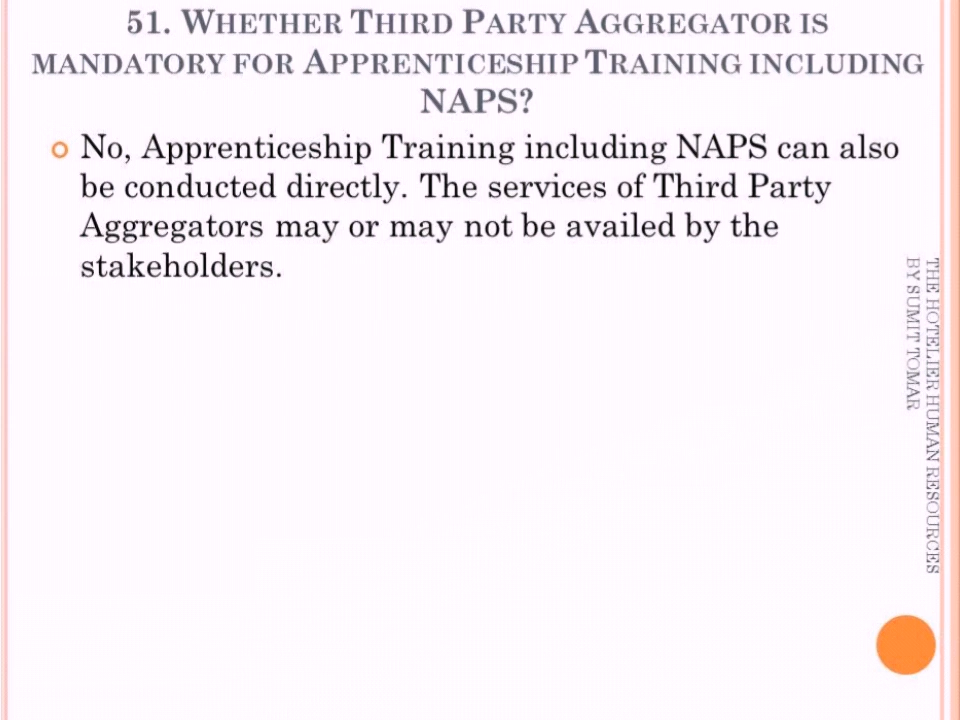 51. WHETHER THIRD PARTY AGGREGATOR IS
MANDATORY FOR APPRENTICESHIP TRAINING INCLUDING
NAPS?
No, Apprenticeship Training including NAPS can also
be conducted directly. The services of Third Party
Aggregators may or may not be availed by the
stakeholders.
THE HOTELIER HUMAN RESOURCES
BY SUMIT TOMAR